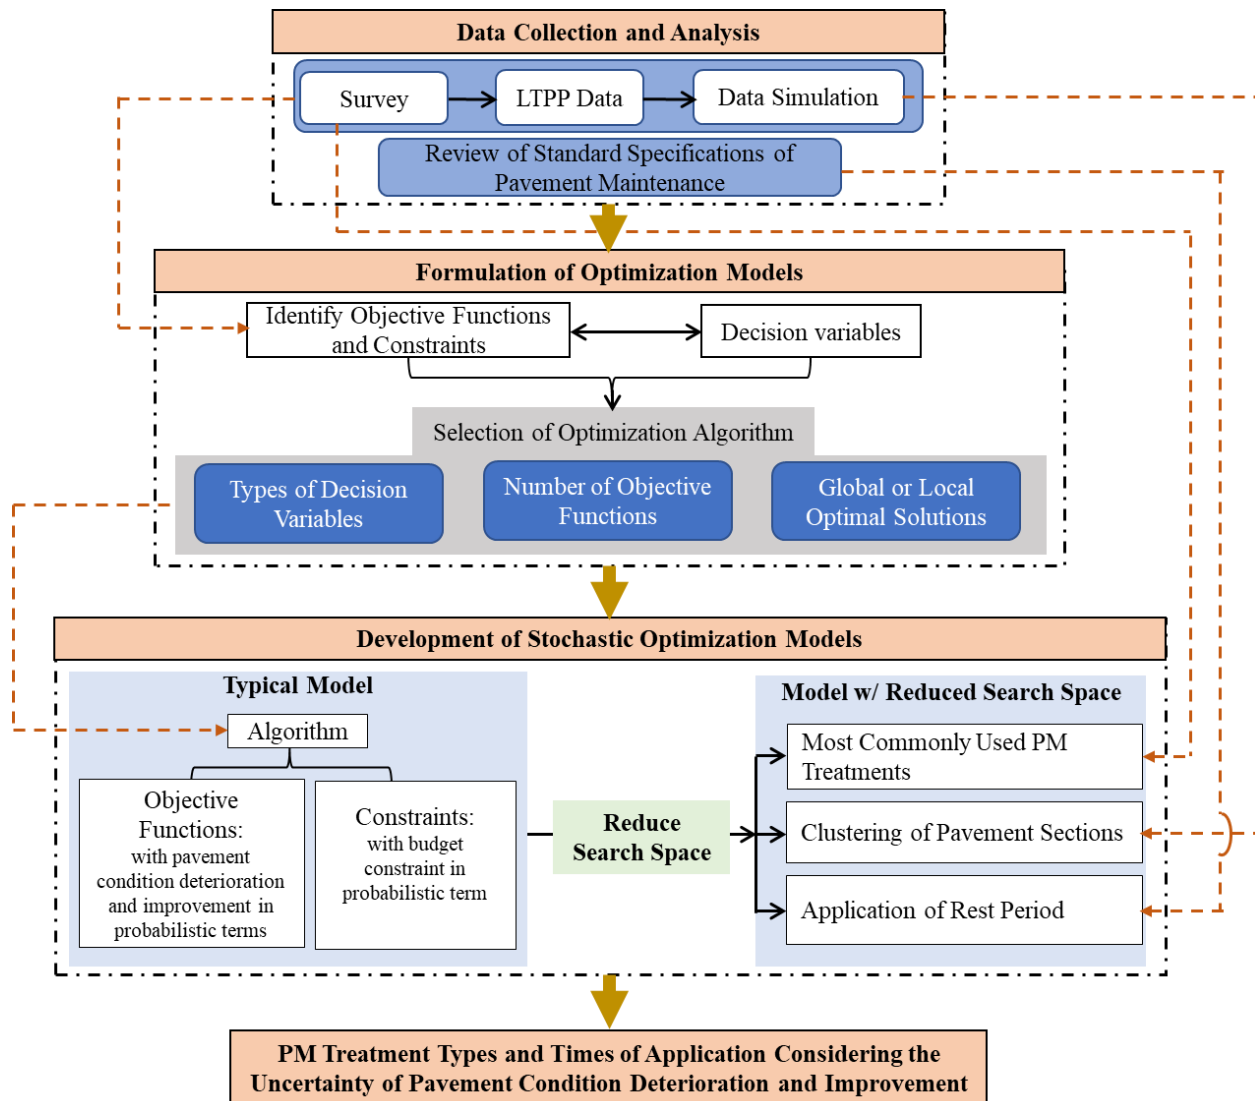 Data Collection and Analysis
Survey
LTPP Data
Data Simulation
Review of Standard Specifications of
Pavement Maintenance
Formulation of Optimization Models
Identify Objective Functions
and Constraints
Decision variables
Selection of Optimization Algorithm
Types of Decision
Variables
Number of Objective
Functions
Global or Local
Optimal Solutions
Development of Stochastic Optimization Models
Typical Model
Algorithm
Objective
Functions:
with pavement
condition deterioration
and improvement in
probabilistic terms
Constraints:
with budget
constraint in
probabilistic term
Reduce
Search Space
Model w/ Reduced Search Space
Most Commonly Used PM
Treatments
Clustering of Pavement Sections
Application of Rest Period
PM Treatment Types and Times of Application Considering the
Uncertainty of Pavement Condition Deterioration and Improvement